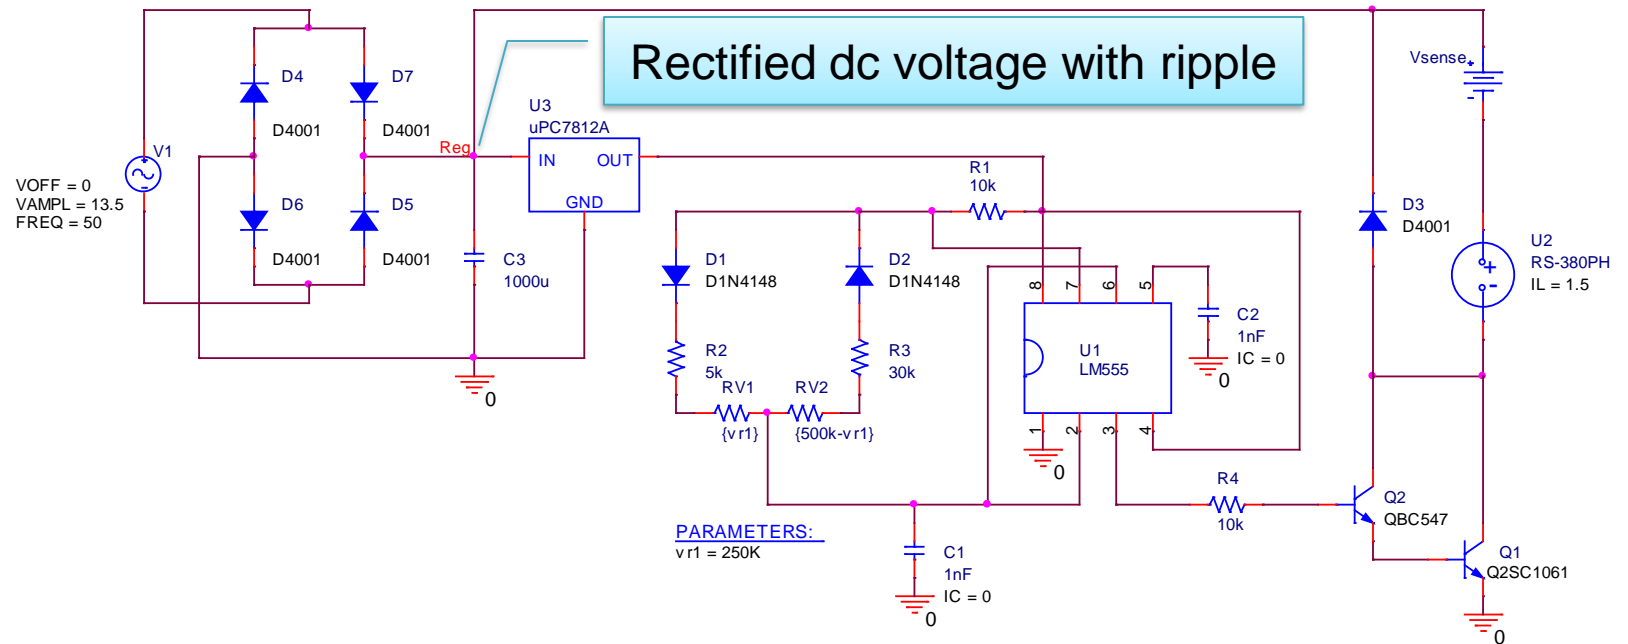 Rectified dc voltage with ripple
V1
VOFF = 0
VAMPL = 13.5
FREQ = 50
D4
D4001
D7
D4001
D6
D4001
D5
D4001
Reg
U3
uPC7812A
IN
OUT
GND
C3
1000u
0
R1
10k
D1
D1N4148
D2
D1N4148
R2
5k
R3
30k
RV1
{vr1}
RV2
{500k-vr1}
PARAMETERS:
vr1 = 250K
C1
1nF
IC = 0
0
8
7
6
5
U1
LM555
1
2
3
4
0
C2
1nF
IC = 0
0
R4
10k
Vsense
+
-
D3
D4001
U2
RS-380PH
IL = 1.5
+
-
Q2
QBC547
Q1
Q2SC1061
0